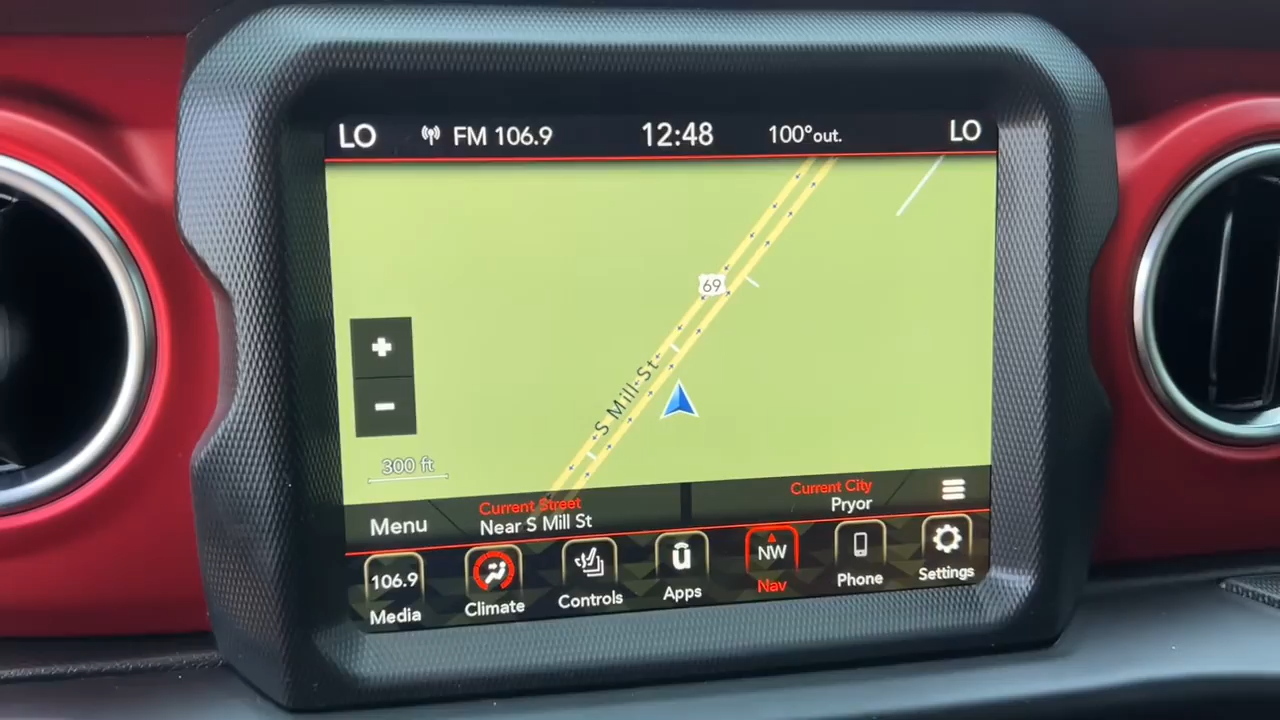 LO FM 106.9 12:48 100°out. LO
69
S Mill St
300 ft
Menu
Current Street
Near S Mill St
Current City
Pryor
106.9
Media
Climate
Controls
Apps
NW
Nav
Phone
Settings